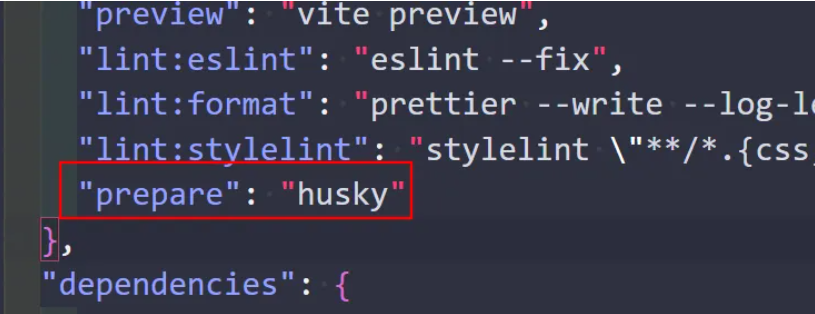 "preview": "vite preview",
"lint:eslint": "eslint --fix",
"lint:format": "prettier --write --log-le
"lint:stylelint": "stylelint \"**/*.{css,
"prepare": "husky"
},
"dependencies": {